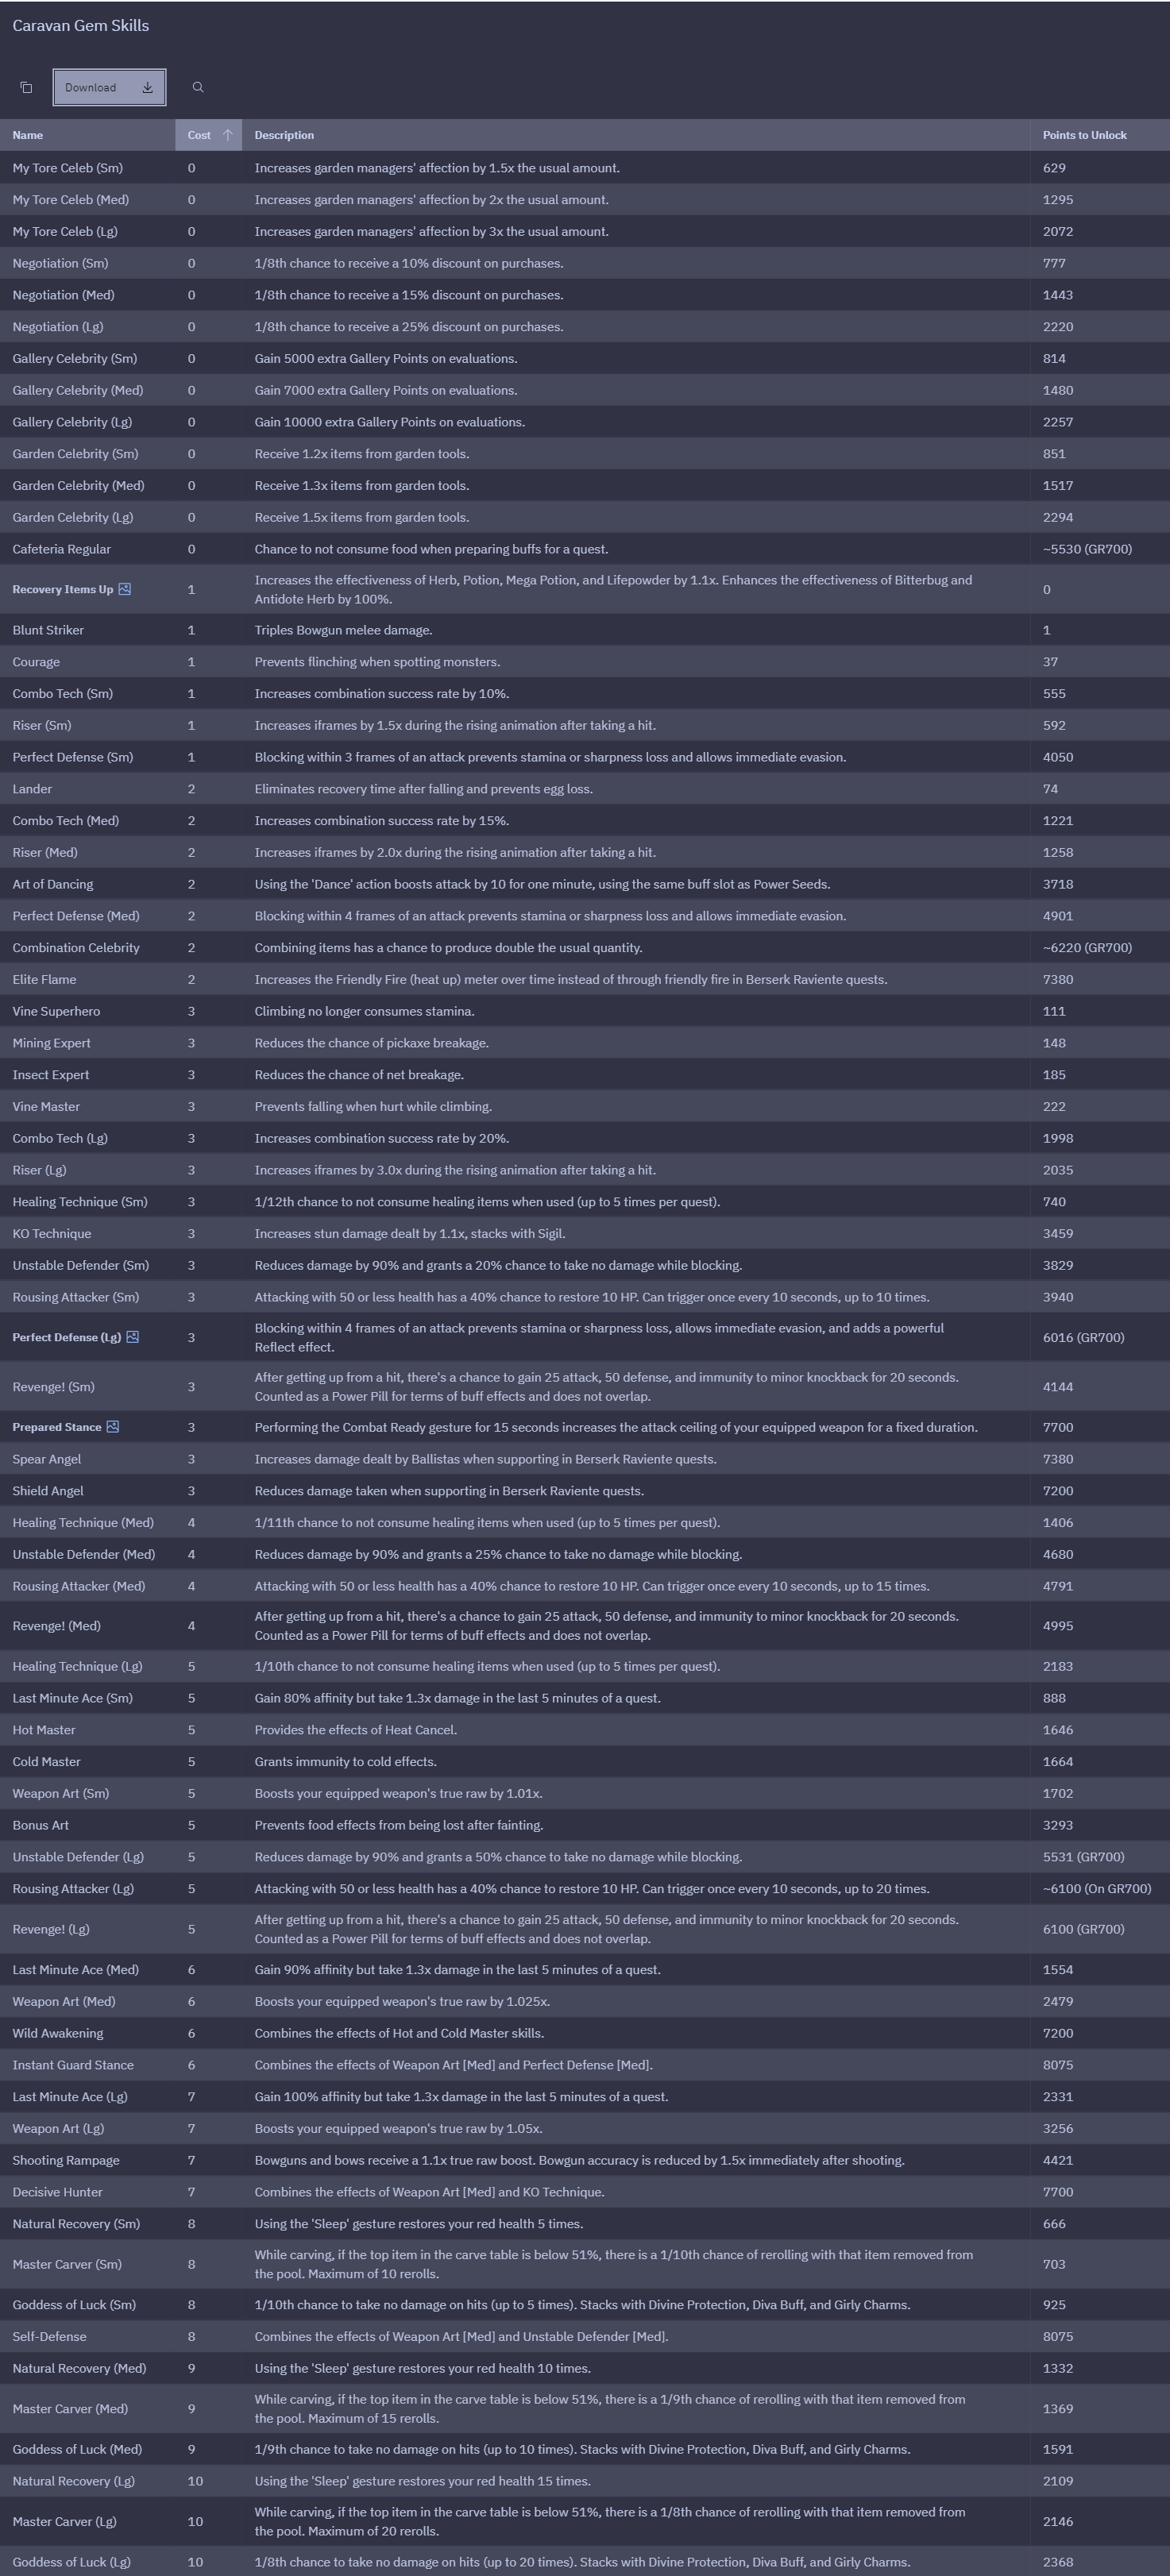 Caravan Gem Skills
Download
Name Cost Description Points to Unlock
My Tore Celeb (Sm) 0 Increases garden managers' affection by 1.5x the usual amount. 629
My Tore Celeb (Med) 0 Increases garden managers' affection by 2x the usual amount. 1295
My Tore Celeb (Lg) 0 Increases garden managers' affection by 3x the usual amount. 2072
Negotiation (Sm) 0 1/8th chance to receive a 10% discount on purchases. 777
Negotiation (Med) 0 1/8th chance to receive a 15% discount on purchases. 1443
Negotiation (Lg) 0 1/8th chance to receive a 25% discount on purchases. 2220
Gallery Celebrity (Sm) 0 Gain 5000 extra Gallery Points on evaluations. 814
Gallery Celebrity (Med) 0 Gain 7000 extra Gallery Points on evaluations. 1480
Gallery Celebrity (Lg) 0 Gain 10000 extra Gallery Points on evaluations. 2257
Garden Celebrity (Sm) 0 Receive 1.2x items from garden tools. 851
Garden Celebrity (Med) 0 Receive 1.3x items from garden tools. 1517
Garden Celebrity (Lg) 0 Receive 1.5x items from garden tools. 2294
Cafeteria Regular 0 Chance to not consume food when preparing buffs for a quest. ~5530 (GR700)
Recovery Items Up 1 Increases the effectiveness of Herb, Potion, Mega Potion, and Lifepowder by 1.1x. Enhances the effectiveness of Bitterbug and
Antidote Herb by 100%. 0
Blunt Striker 1 Triples Bowgun melee damage. 1
Courage 1 Prevents flinching when spotting monsters. 37
Combo Tech (Sm) 1 Increases combination success rate by 10%. 555
Riser (Sm) 1 Increases iframes by 1.5x during the rising animation after taking a hit. 592
Perfect Defense (Sm) 1 Blocking within 3 frames of an attack prevents stamina or sharpness loss and allows immediate evasion. 4050
Lander 2 Eliminates recovery time after falling and prevents egg loss. 74
Combo Tech (Med) 2 Increases combination success rate by 15%. 1221
Riser (Med) 2 Increases iframes by 2.0x during the rising animation after taking a hit. 1258
Art of Dancing 2 Using the 'Dance' action boosts attack by 10 for one minute, using the same buff slot as Power Seeds. 3718
Perfect Defense (Med) 2 Blocking within 4 frames of an attack prevents stamina or sharpness loss and allows immediate evasion. 4901
Combination Celebrity 2 Combining items has a chance to produce double the usual quantity. ~6220 (GR700)
Elite Flame 2 Increases the Friendly Fire (heat up) meter over time instead of through friendly fire in Berserk Raviente quests. 7380
Vine Superhero 3 Climbing no longer consumes stamina. 111
Mining Expert 3 Reduces the chance of pickaxe breakage. 148
Insect Expert 3 Reduces the chance of net breakage. 185
Vine Master 3 Prevents falling when hurt while climbing. 222
Combo Tech (Lg) 3 Increases combination success rate by 20%. 1998
Riser (Lg) 3 Increases iframes by 3.0x during the rising animation after taking a hit. 2035
Healing Technique (Sm) 3 1/12th chance to not consume healing items when used (up to 5 times per quest). 740
KO Technique 3 Increases stun damage dealt by 1.1x, stacks with Sigil. 3459
Unstable Defender (Sm) 3 Reduces damage by 90% and grants a 20% chance to take no damage while blocking. 3829
Rousing Attacker (Sm) 3 Attacking with 50 or less health has a 40% chance to restore 10 HP. Can trigger once every 10 seconds, up to 10 times. 3940
Perfect Defense (Lg) 3 Blocking within 4 frames of an attack prevents stamina or sharpness loss, allows immediate evasion, and adds a powerful
Reflect effect. 6016 (GR700)
Revenge! (Sm) 3 After getting up from a hit, there's a chance to gain 25 attack, 50 defense, and immunity to minor knockback for 20 seconds.
Counted as a Power Pill for terms of buff effects and does not overlap. 4144
Prepared Stance 3 Performing the Combat Ready gesture for 15 seconds increases the attack ceiling of your equipped weapon for a fixed duration. 7700
Spear Angel 3 Increases damage dealt by Ballistas when supporting in Berserk Raviente quests. 7380
Shield Angel 3 Reduces damage taken when supporting in Berserk Raviente quests. 7200
Healing Technique (Med) 4 1/11th chance to not consume healing items when used (up to 5 times per quest). 1406
Unstable Defender (Med) 4 Reduces damage by 90% and grants a 25% chance to take no damage while blocking. 4680
Rousing Attacker (Med) 4 Attacking with 50 or less health has a 40% chance to restore 10 HP. Can trigger once every 10 seconds, up to 15 times. 4791
Revenge! (Med) 4 After getting up from a hit, there's a chance to gain 25 attack, 50 defense, and immunity to minor knockback for 20 seconds.
Counted as a Power Pill for terms of buff effects and does not overlap. 4995
Healing Technique (Lg) 5 1/10th chance to not consume healing items when used (up to 5 times per quest). 2183
Last Minute Ace (Sm) 5 Gain 80% affinity but take 1.3x damage in the last 5 minutes of a quest. 888
Hot Master 5 Provides the effects of Heat Cancel. 1646
Cold Master 5 Grants immunity to cold effects. 1664
Weapon Art (Sm) 5 Boosts your equipped weapon's true raw by 1.01x. 1702
Bonus Art 5 Prevents food effects from being lost after fainting. 3293
Unstable Defender (Lg) 5 Reduces damage by 90% and grants a 50% chance to take no damage while blocking. 5531 (GR700)
Rousing Attacker (Lg) 5 Attacking with 50 or less health has a 40% chance to restore 10 HP. Can trigger once every 10 seconds, up to 20 times. ~6100 (On GR700)
Revenge! (Lg) 5 After getting up from a hit, there's a chance to gain 25 attack, 50 defense, and immunity to minor knockback for 20 seconds.
Counted as a Power Pill for terms of buff effects and does not overlap. 6100 (GR700)
Last Minute Ace (Med) 6 Gain 90% affinity but take 1.3x damage in the last 5 minutes of a quest. 1554
Weapon Art (Med) 6 Boosts your equipped weapon's true raw by 1.025x. 2479
Wild Awakening 6 Combines the effects of Hot and Cold Master skills. 7200
Instant Guard Stance 6 Combines the effects of Weapon Art [Med] and Perfect Defense [Med]. 8075
Last Minute Ace (Lg) 7 Gain 100% affinity but take 1.3x damage in the last 5 minutes of a quest. 2331
Weapon Art (Lg) 7 Boosts your equipped weapon's true raw by 1.05x. 3256
Shooting Rampage 7 Bowguns and bows receive a 1.1x true raw boost. Bowgun accuracy is reduced by 1.5x immediately after shooting. 4421
Decisive Hunter 7 Combines the effects of Weapon Art [Med] and KO Technique. 7700
Natural Recovery (Sm) 8 Using the 'Sleep' gesture restores your red health 5 times. 666
Master Carver (Sm) 8 While carving, if the top item in the carve table is below 51%, there is a 1/10th chance of rerolling with that item removed from
the pool. Maximum of 10 rerolls. 703
Goddess of Luck (Sm) 8 1/10th chance to take no damage on hits (up to 5 times). Stacks with Divine Protection, Diva Buff, and Girly Charms. 925
Self-Defense 8 Combines the effects of Weapon Art [Med] and Unstable Defender [Med]. 8075
Natural Recovery (Med) 9 Using the 'Sleep' gesture restores your red health 10 times. 1332
Master Carver (Med) 9 While carving, if the top item in the carve table is below 51%, there is a 1/9th chance of rerolling with that item removed from
the pool. Maximum of 15 rerolls. 1369
Goddess of Luck (Med) 9 1/9th chance to take no damage on hits (up to 10 times). Stacks with Divine Protection, Diva Buff, and Girly Charms. 1591
Natural Recovery (Lg) 10 Using the 'Sleep' gesture restores your red health 15 times. 2109
Master Carver (Lg) 10 While carving, if the top item in the carve table is below 51%, there is a 1/8th chance of rerolling with that item removed from
the pool. Maximum of 20 rerolls. 2146
Goddess of Luck (Lg) 10 1/8th chance to take no damage on hits (up to 20 times). Stacks with Divine Protection, Diva Buff, and Girly Charms. 2368